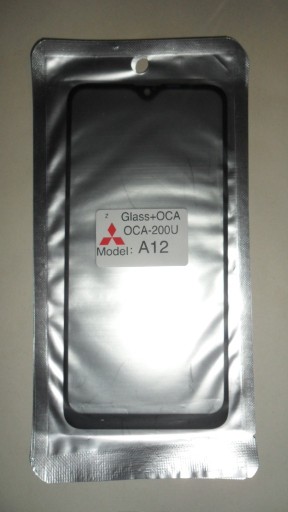 z Glass+OCA
OCA-200U
Model: A12